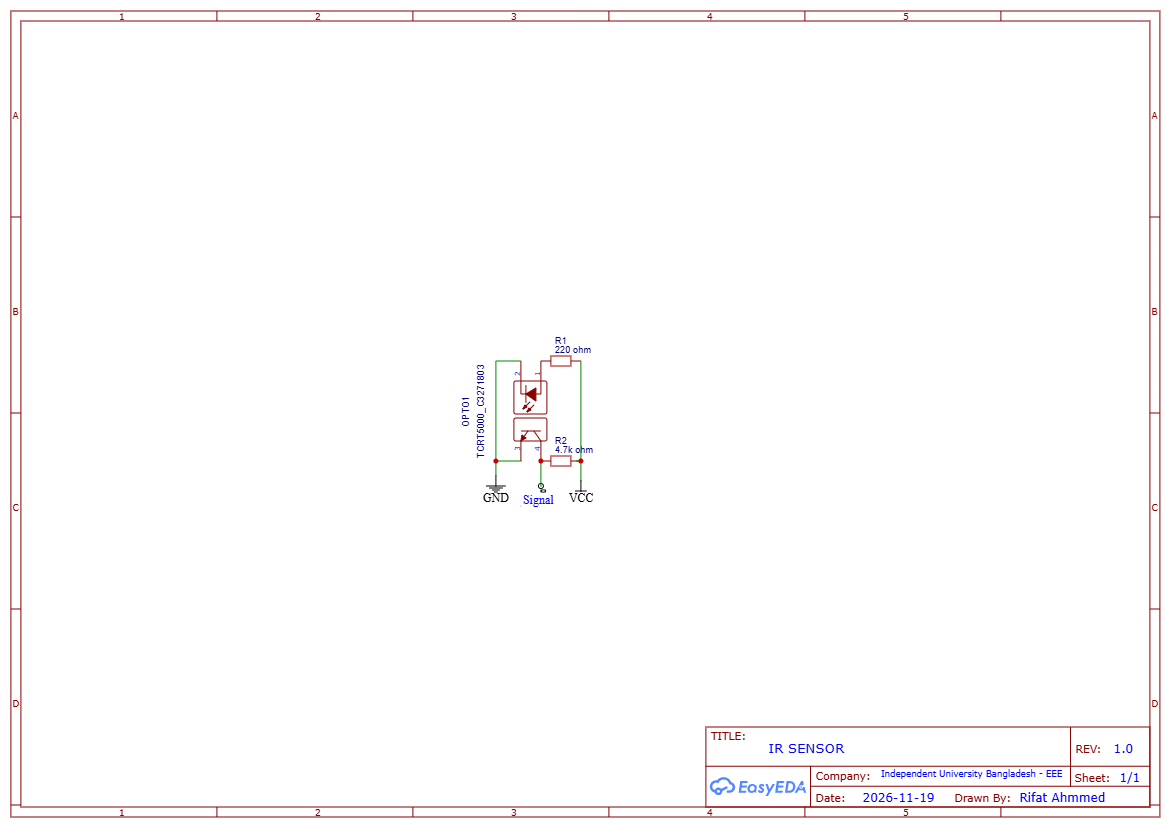 1 2 3 4 5
A A
R1
220 ohm
B B
2 1
OPTO1
TCRT5000_C3271803
R2
4.7k ohm
3 4
GND Signal VCC
C C
D D
TITLE:
IR SENSOR
REV: 1.0
EasyEDA
Company: Independent University Bangladesh - EEE
Sheet: 1/1
Date: 2026-11-19 Drawn By: Rifat Ahmmed
1 2 3 4 5